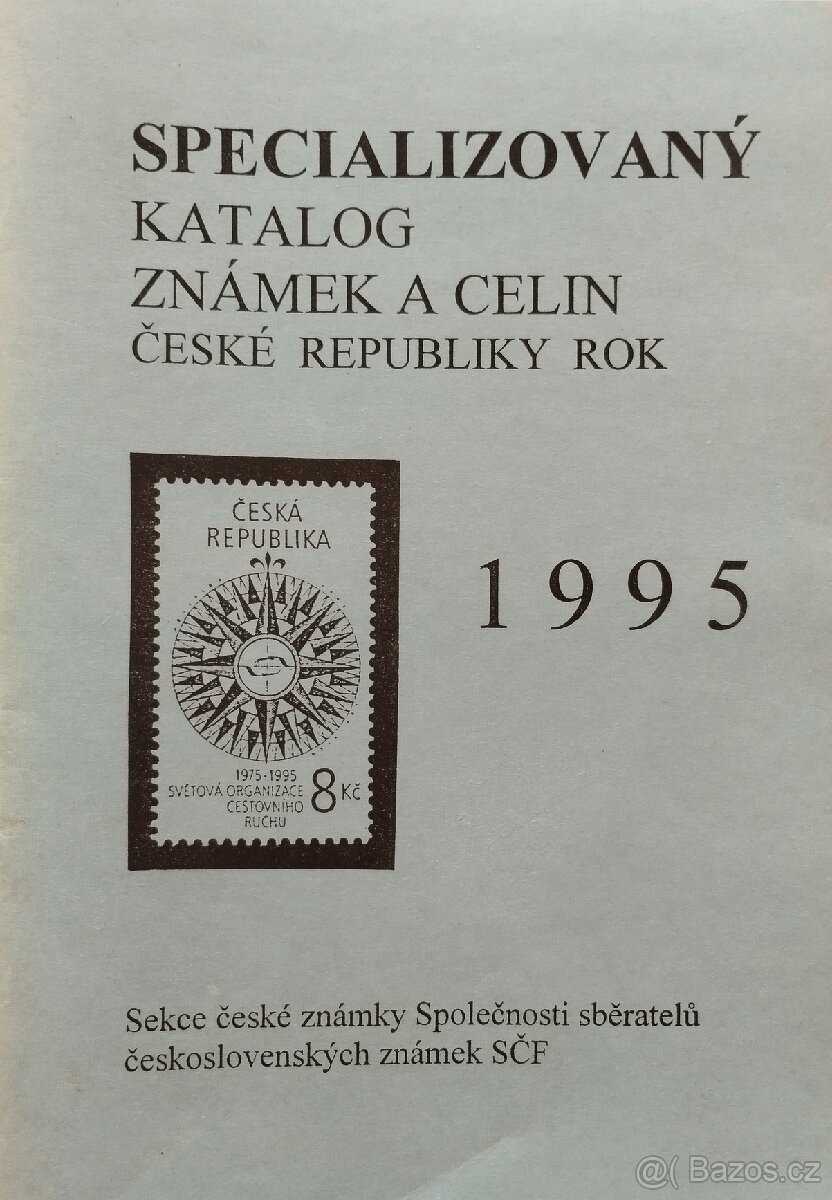 SPECIALIZOVANÝ
KATALOG
ZNÁMEK A CELIN
ČESKÉ REPUBLIKY ROK
ČESKÁ
REPUBLIKA
1995
1975-1995
SVĚTOVÁ ORGANIZACE
CESTOVNÍHO
RUCHU
8 Kč
Sekce české známky Společnosti sběratelů
československých známek SČF
@( Bazos.cz